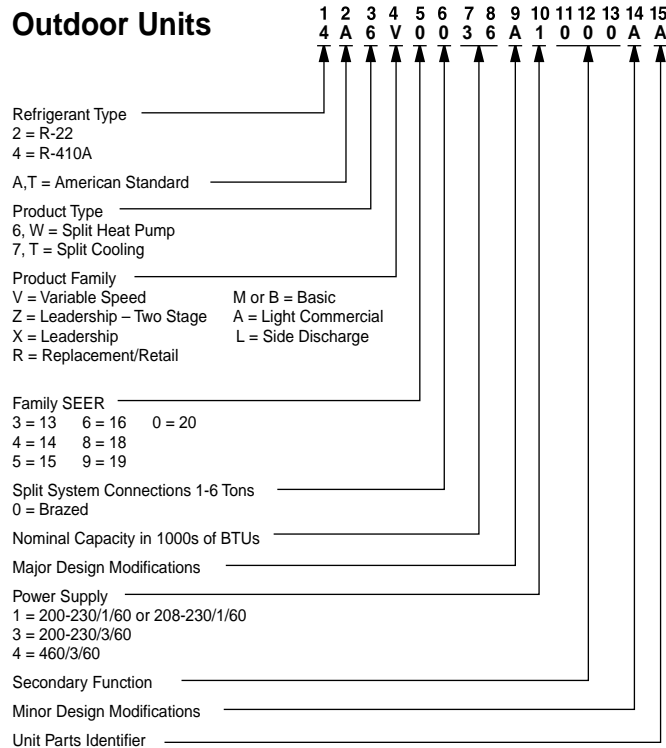 Outdoor Units
1 2 3 4 5 6 7 8 9 10 11 12 13 14 15
4 A 6 V 0 0 3 6 A 1 0 0 0 A A
Refrigerant Type
2 = R-22
4 = R-410A
A,T = American Standard
Product Type
6, W = Split Heat Pump
7, T = Split Cooling
Product Family
V = Variable Speed M or B = Basic
Z = Leadership – Two Stage A = Light Commercial
X = Leadership L = Side Discharge
R = Replacement/Retail
Family SEER
3 = 13 6 = 16 0 = 20
4 = 14 8 = 18
5 = 15 9 = 19
Split System Connections 1-6 Tons
0 = Brazed
Nominal Capacity in 1000s of BTUs
Major Design Modifications
Power Supply
1 = 200-230/1/60 or 208-230/1/60
3 = 200-230/3/60
4 = 460/3/60
Secondary Function
Minor Design Modifications
Unit Parts Identifier